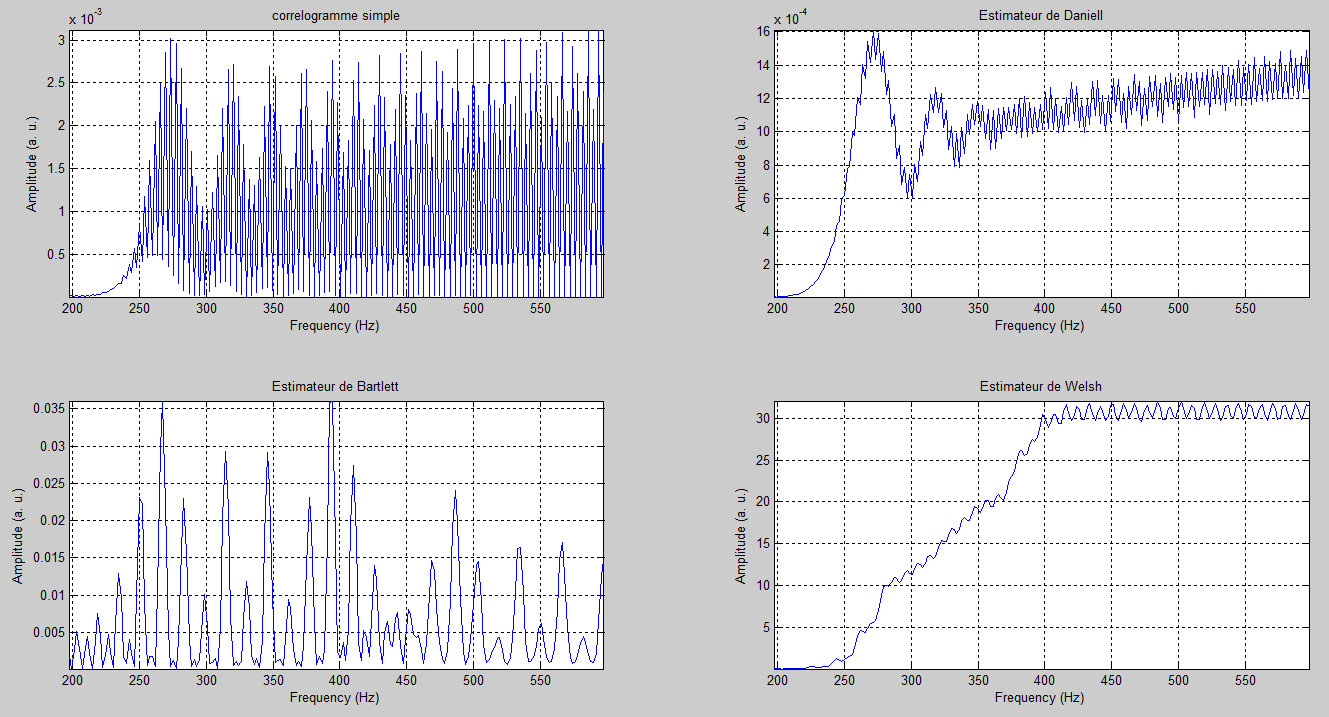 correlogramme simple
x 10^-3
3
2.5
2
1.5
1
0.5
Amplitude (a. u.)
200 250 300 350 400 450 500 550
Frequency (Hz)
Estimateur de Daniell
x 10^-4
16
14
12
10
8
6
4
2
Amplitude (a. u.)
200 250 300 350 400 450 500 550
Frequency (Hz)
Estimateur de Bartlett
0.035
0.03
0.025
0.02
0.015
0.01
0.005
Amplitude (a. u.)
200 250 300 350 400 450 500 550
Frequency (Hz)
Estimateur de Welsh
30
25
20
15
10
5
Amplitude (a. u.)
200 250 300 350 400 450 500 550
Frequency (Hz)